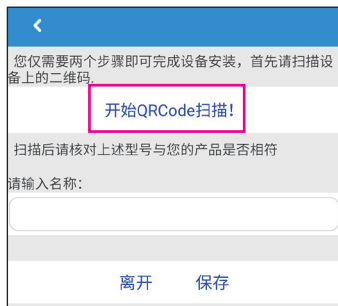 您仅需要两个步骤即可完成设备安装，首先请扫描设
备上的二维码.
开始QRCode扫描！
扫描后请核对上述型号与您的产品是否相符
请输入名称：
离开 保存